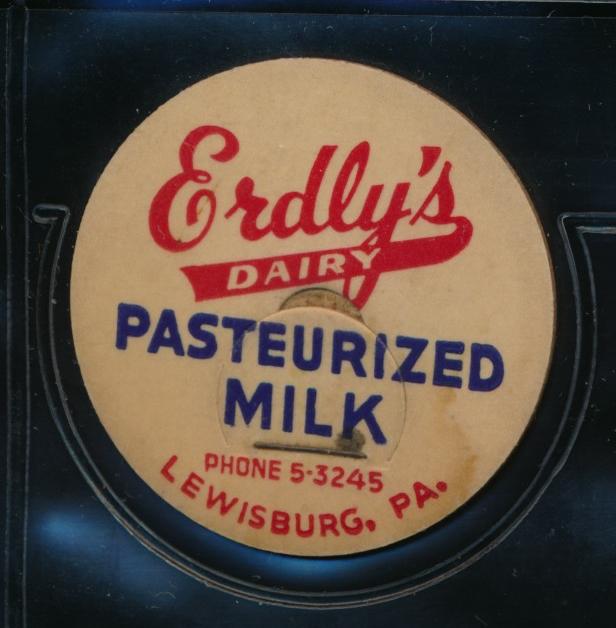 Erdly's
DAIRY
PASTEURIZED
MILK
PHONE 5-3245
LEWISBURG, PA.